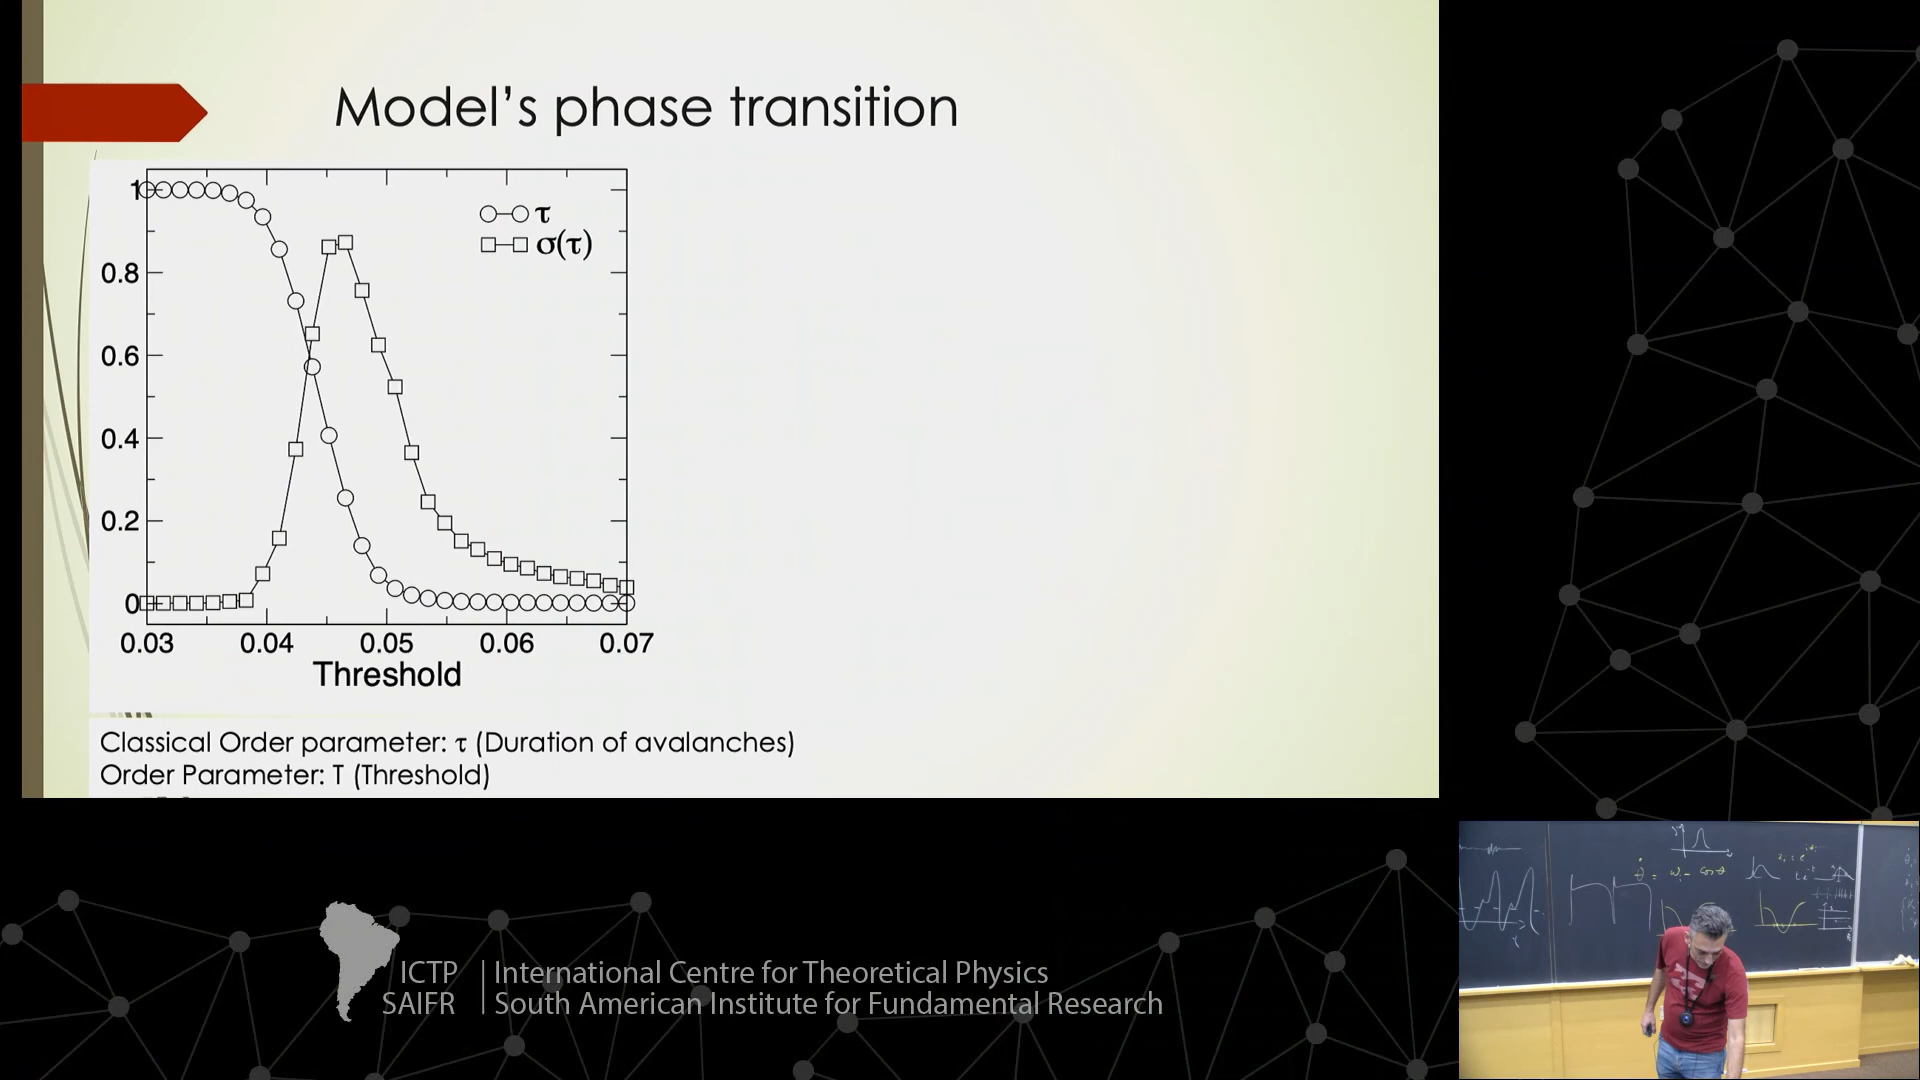 Model's phase transition
τ
σ(τ)
1
0.8
0.6
0.4
0.2
0
0.03 0.04 0.05 0.06 0.07
Threshold
Classical Order parameter: τ (Duration of avalanches)
Order Parameter: T (Threshold)
ICTP International Centre for Theoretical Physics
SAIFR South American Institute for Fundamental Research